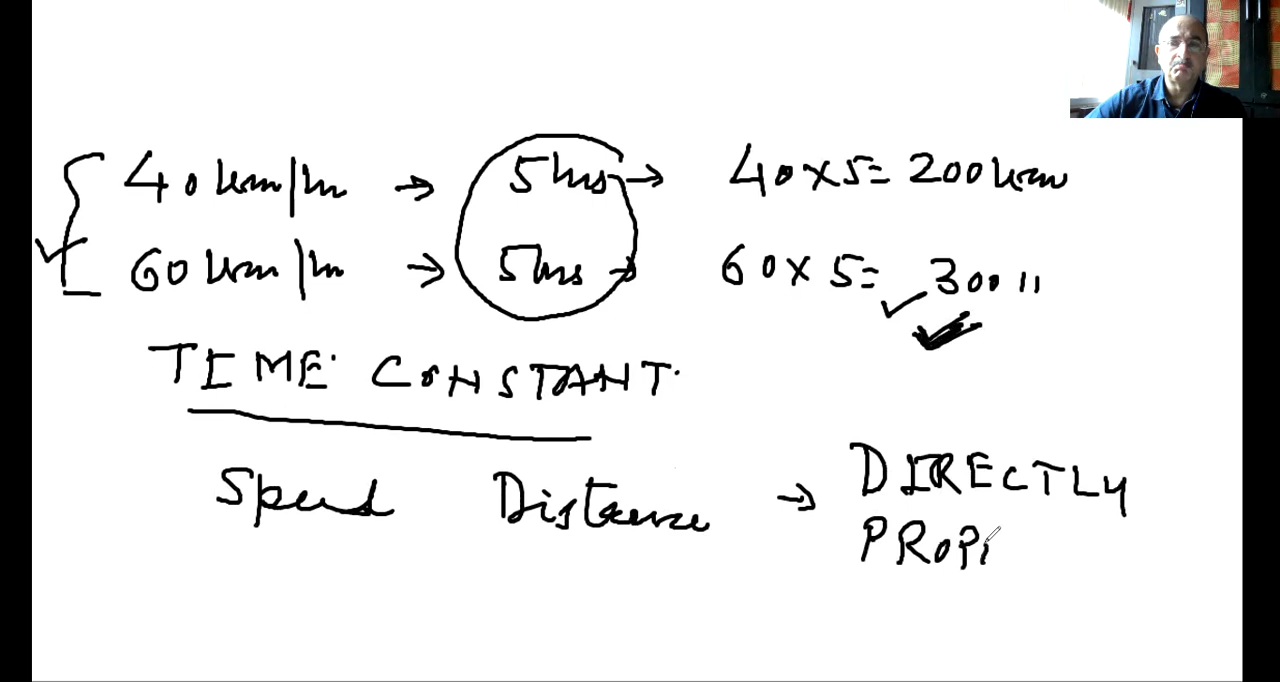 40 km/hr → 5 hrs → 40 x 5 = 200 km
60 km/hr → 5 hrs → 60 x 5 = 300 "
TIME CONSTANT.
Speed Distance → DIRECTLY
PROPI